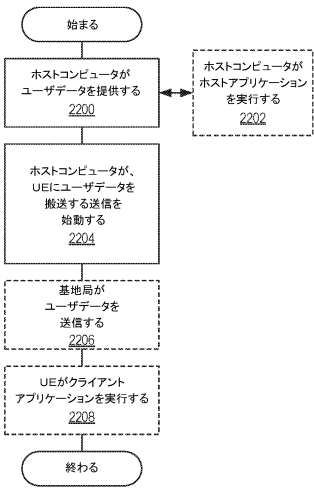 始まる
ホストコンピュータが
ユーザデータを提供する
2200
ホストコンピュータが
ホストアプリケーション
を実行する
2202
ホストコンピュータが、
UEにユーザデータを
搬送する送信を
始動する
2204
基地局が
ユーザデータを
送信する
2206
UEがクライアント
アプリケーションを実行する
2208
終わる